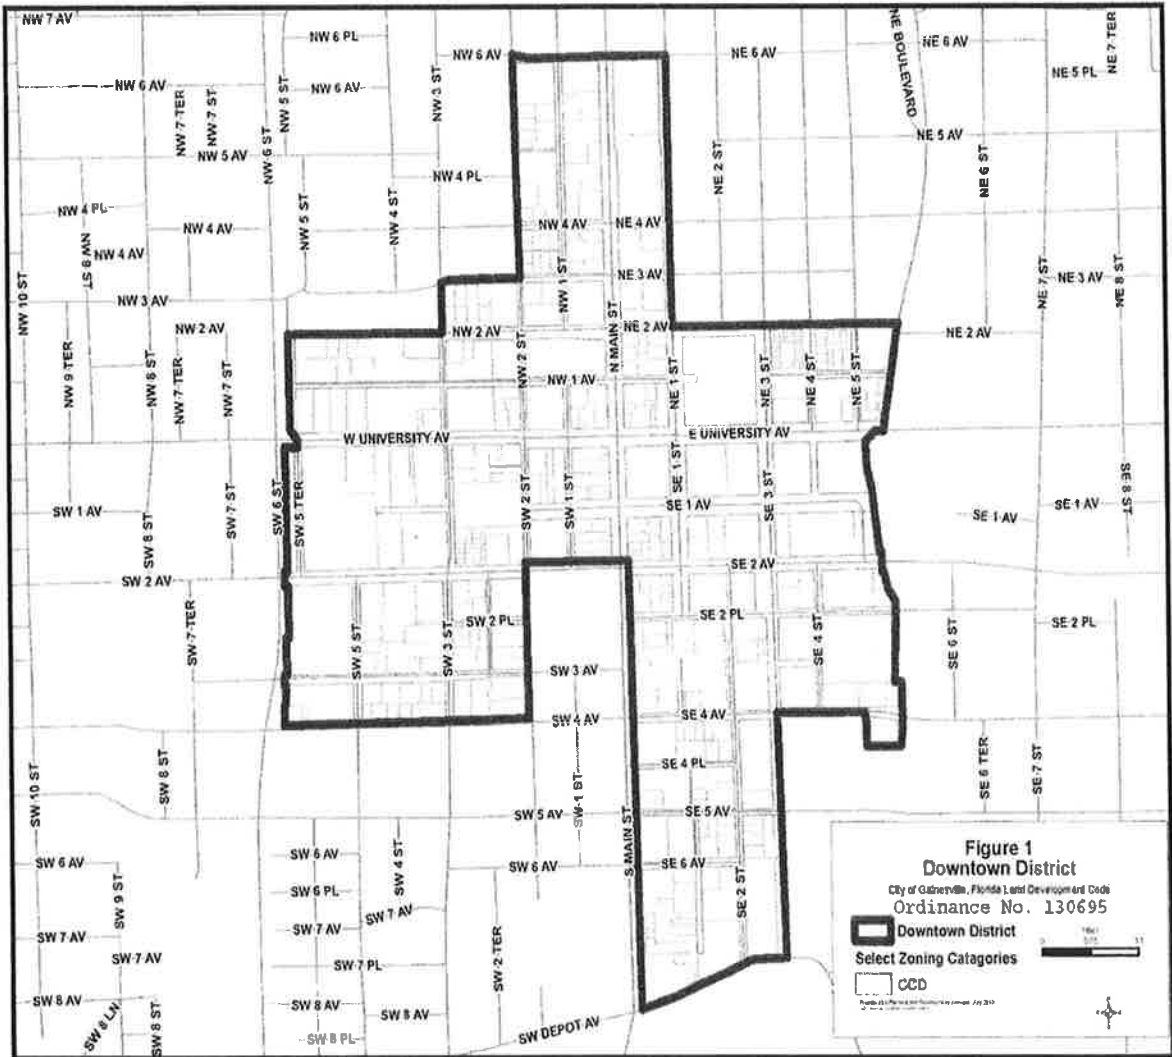 NW 7 AV
NW 6 PL
NW 6 AV
NE 6 AV
NE BOULEVARD
NE 6 AV
NE 7 TER
NE 5 PL
NW 6 AV
NW 6 AV
NW 3 ST
NW 5 ST
NW 7 TER
NW 7 ST
NW 6 ST
NE 5 AV
NW 5 AV
NE 2 ST
NE 6 ST
NW 4 PL
NW 4 PL
NW 5 ST
NW 4 ST
NW 4 AV
NW 4 AV
NE 4 AV
NW 8 ST
NW 4 AV
NW 10 ST
NW 1 ST
NE 3 AV
NE 7 ST
NE 3 AV
NE 8 ST
NW 3 AV
NW 2 AV
NW 2 AV
NW 2 ST
N MAIN ST
NE 2 AV
NE 2 AV
NW 9 TER
NW 8 ST
NW 7 TER
NW 7 ST
NW 1 AV
NE 1 ST
NE 3 ST
NE 4 ST
NE 5 ST
W UNIVERSITY AV
E UNIVERSITY AV
SE 1 ST
SE 3 ST
SE 8 ST
SW 1 AV
SW 8 ST
SW 7 ST
SW 6 ST
SW 5 TER
SW 2 ST
SW 1 ST
SE 1 AV
SE 1 AV
SE 1 AV
SW 2 AV
SE 2 AV
SW 7 TER
SW 5 ST
SW 3 ST
SW 2 PL
SE 2 PL
SE 4 ST
SE 6 ST
SE 2 PL
SW 3 AV
SW 4 AV
SE 4 AV
SW 10 ST
SW 8 ST
SW 1 ST
SE 4 PL
SE 6 TER
SE 7 ST
S MAIN ST
SW 5 AV
SE 5 AV
SW 6 AV
SW 9 ST
SW 6 AV
SW 4 ST
SW 6 AV
SE 6 AV
SE 2 ST
SW 6 PL
SW 7 AV
SW 7 AV
SW 7 AV
SW 7 AV
SW 7 PL
SW 2 TER
SW 8 AV
SW 8 LN
SW 8 ST
SW 8 AV
SW 8 AV
SW 8 PL
SW DEPOT AV
Figure 1
Downtown District
City of Gainesville, Florida Land Development Code
Ordinance No. 130695
Downtown District
Select Zoning Catagories
CCD